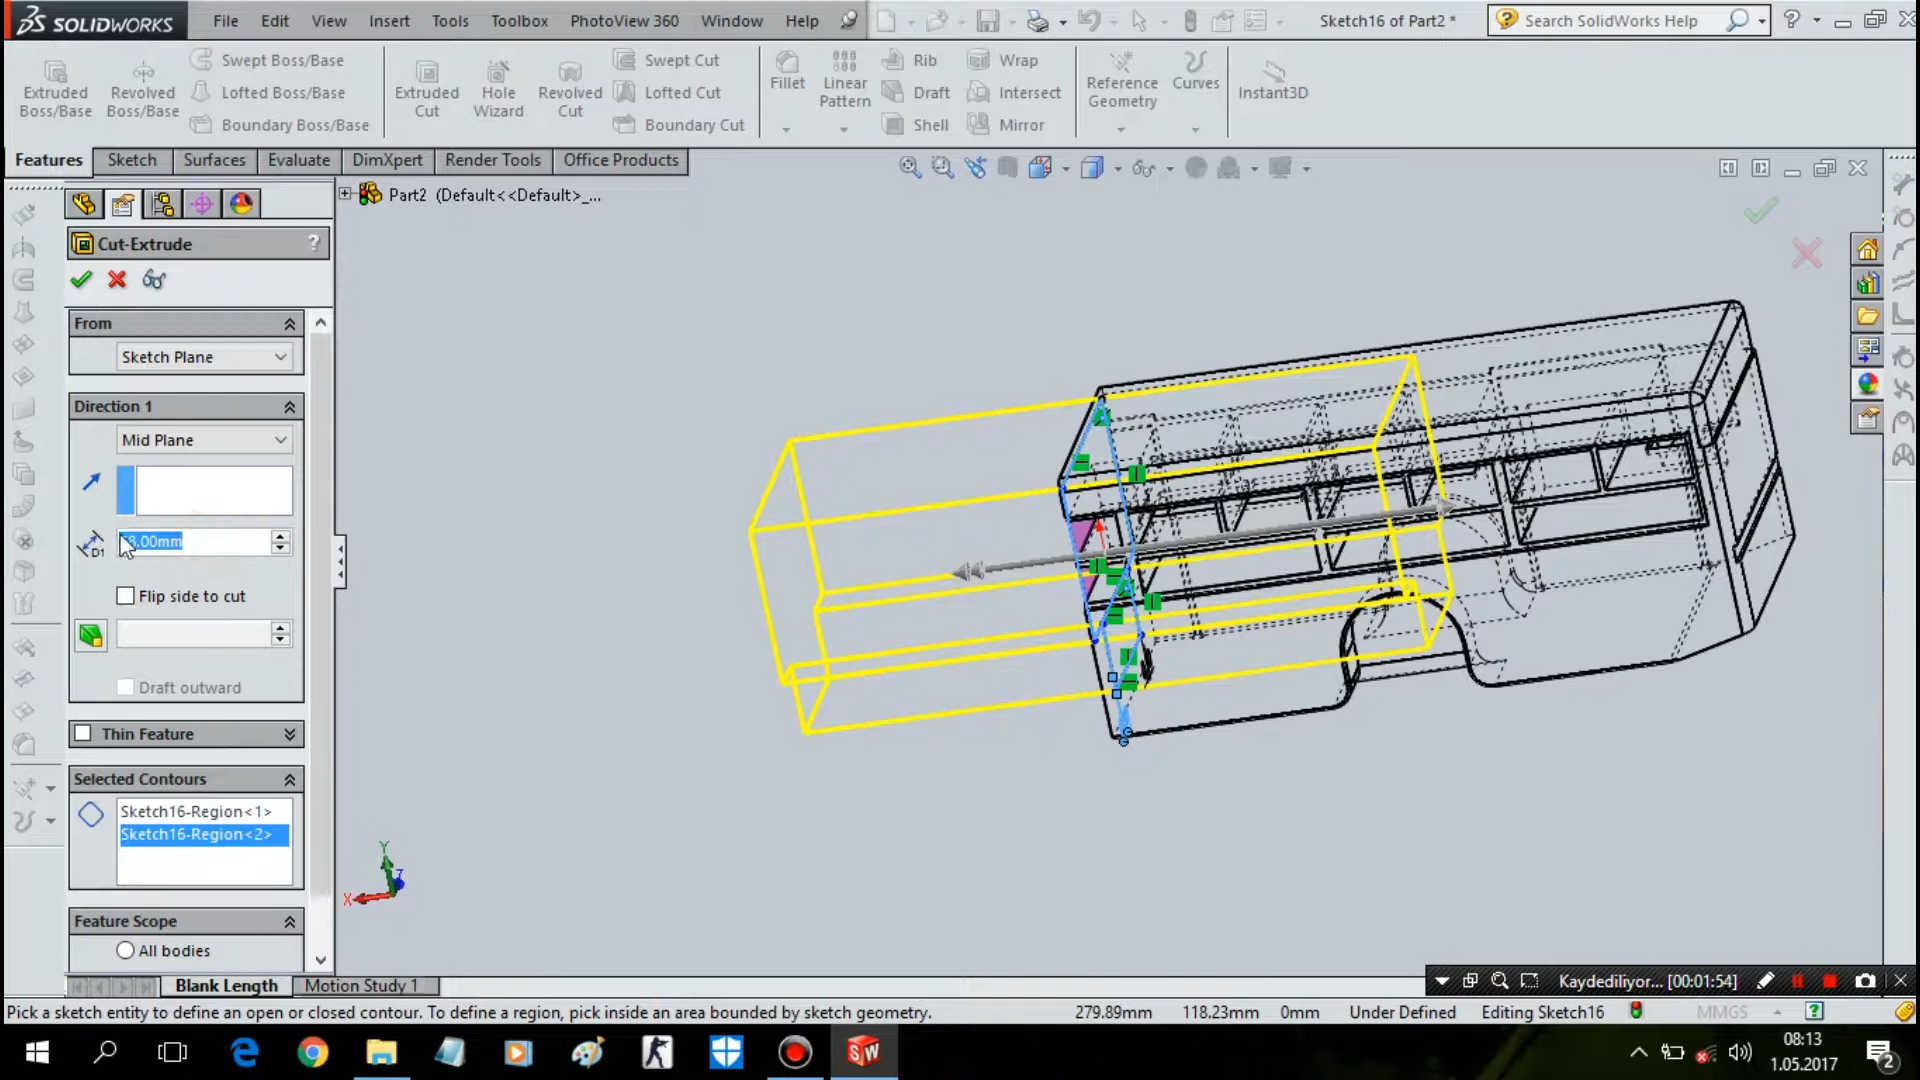 SOLIDWORKS
File Edit View Insert Tools Toolbox PhotoView 360 Window Help
Sketch16 of Part2 *
Search SolidWorks Help
Extruded Boss/Base
Revolved Boss/Base
Swept Boss/Base
Lofted Boss/Base
Boundary Boss/Base
Extruded Cut
Hole Wizard
Revolved Cut
Swept Cut
Lofted Cut
Boundary Cut
Fillet
Linear Pattern
Rib
Draft
Shell
Wrap
Intersect
Mirror
Reference Geometry
Curves
Instant3D
Features Sketch Surfaces Evaluate DimXpert Render Tools Office Products
Part2 (Default<<Default>_...
Cut-Extrude ?
From
Sketch Plane
Direction 1
Mid Plane
D1
8.00mm
Flip side to cut
Draft outward
Thin Feature
Selected Contours
Sketch16-Region<1>
Sketch16-Region<2>
Feature Scope
All bodies
Y
Z
X
Blank Length Motion Study 1
Kaydediliyor... [00:01:54]
Pick a sketch entity to define an open or closed contour. To define a region, pick inside an area bounded by sketch geometry.
279.89mm 118.23mm 0mm Under Defined Editing Sketch16 MMGS
08:13
1.05.2017
2